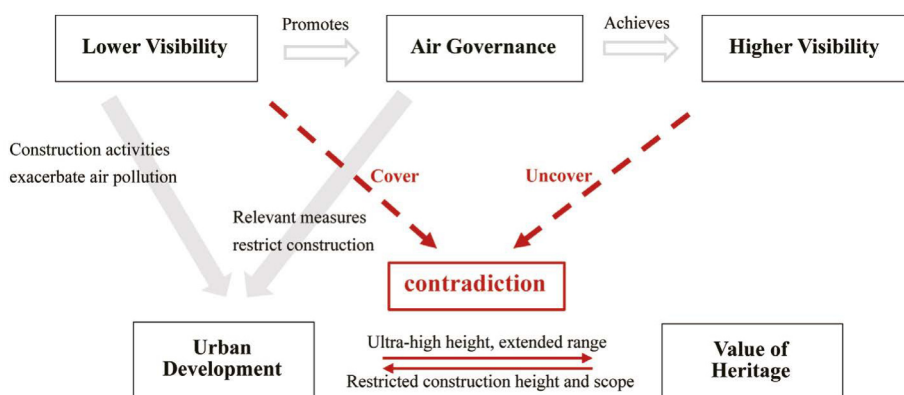 Lower Visibility
Promotes
Air Governance
Achieves
Higher Visibility
Construction activities
exacerbate air pollution
Cover
Uncover
Relevant measures
restrict construction
contradiction
Urban
Development
Ultra-high height, extended range
Restricted construction height and scope
Value of
Heritage